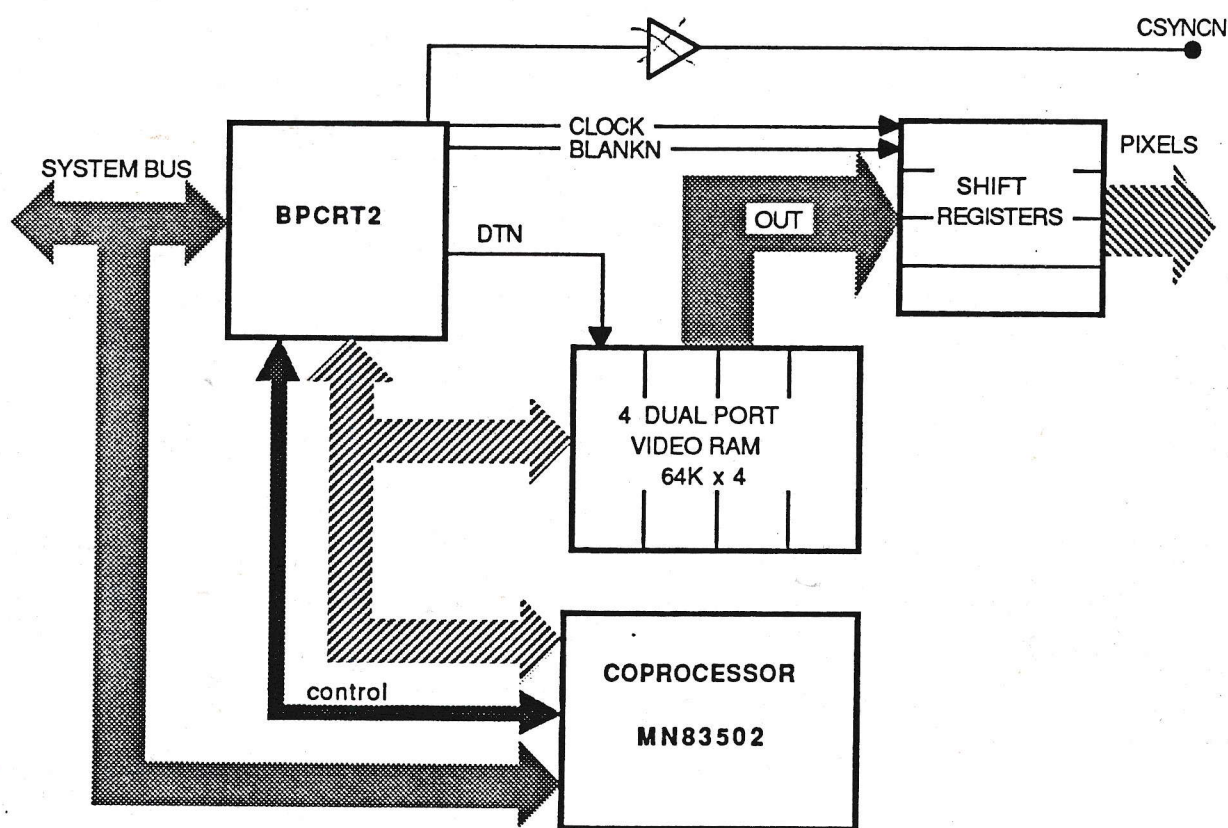 CSYNCN
CLOCK
BLANKN
PIXELS
SYSTEM BUS
BPCRT2
SHIFT
REGISTERS
OUT
DTN
4 DUAL PORT
VIDEO RAM
64K x 4
COPROCESSOR
MN83502
control